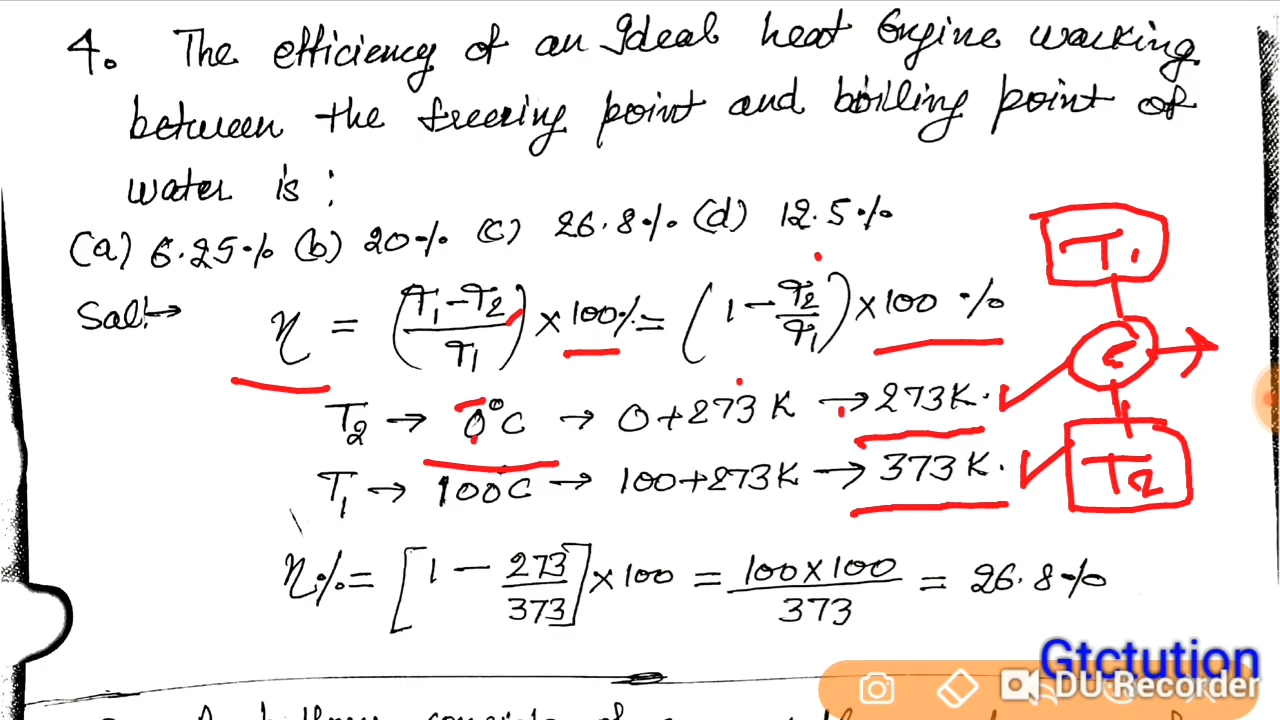 4. The efficiency of an Ideal heat Engine working
between the freezing point and boiling point of
water is :
(a) 6.25% (b) 20% (c) 26.8% (d) 12.5%
Sol:→ η = (T₁-T₂/T₁) × 100% = (1 - T₂/T₁) × 100 %
T₂ → 0°C → 0+273 K → 273K.
T₁ → 100°C → 100+273K → 373K.
η% = [1 - 273/373] × 100 = 100×100/373 = 26.8%
T₁
E
T₂
Gtctution
DU Recorder